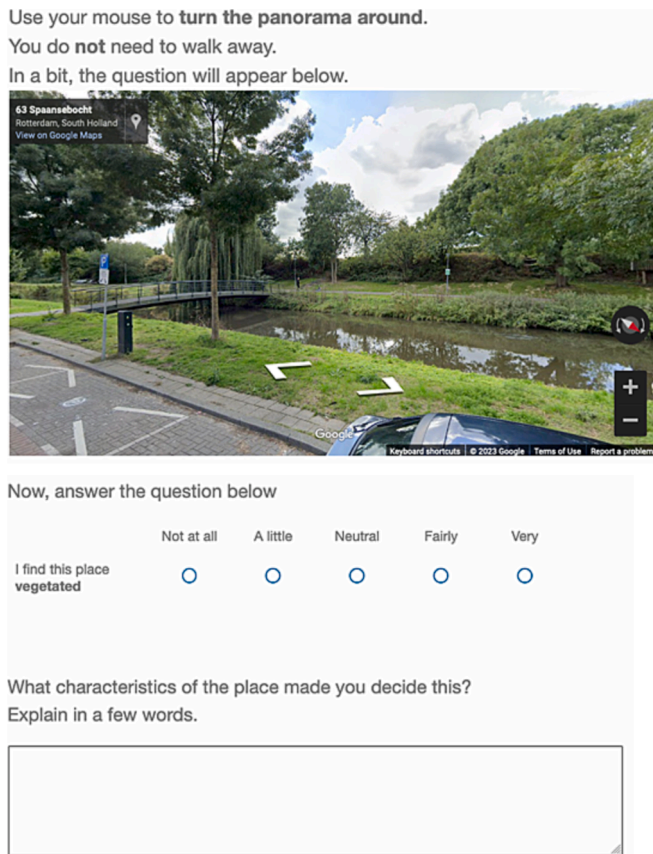 Use your mouse to turn the panorama around.
You do not need to walk away.
In a bit, the question will appear below.
63 Spaansebocht
Rotterdam, South Holland
View on Google Maps
Google
Keyboard shortcuts © 2023 Google Terms of Use Report a problem
Now, answer the question below
Not at all A little Neutral Fairly Very
I find this place
vegetated
What characteristics of the place made you decide this?
Explain in a few words.